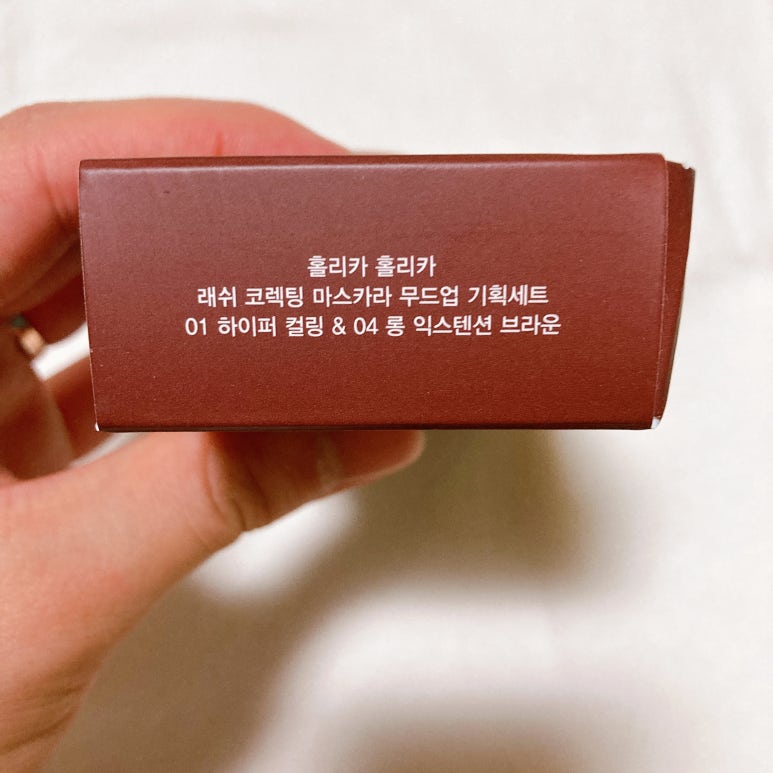 홀리카 홀리카
래쉬 코렉팅 마스카라 무드업 기획세트
01 하이퍼 컬링 & 04 롱 익스텐션 브라운